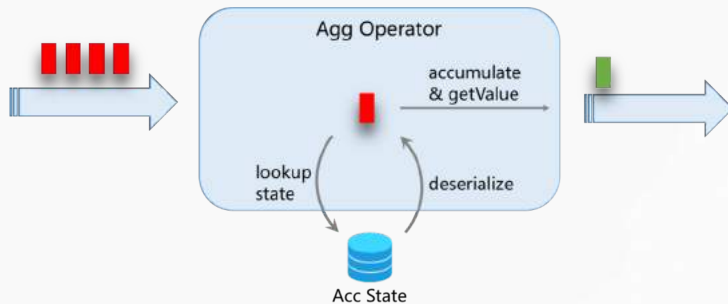 Agg Operator
accumulate
& getValue
lookup
state
deserialize
Acc State